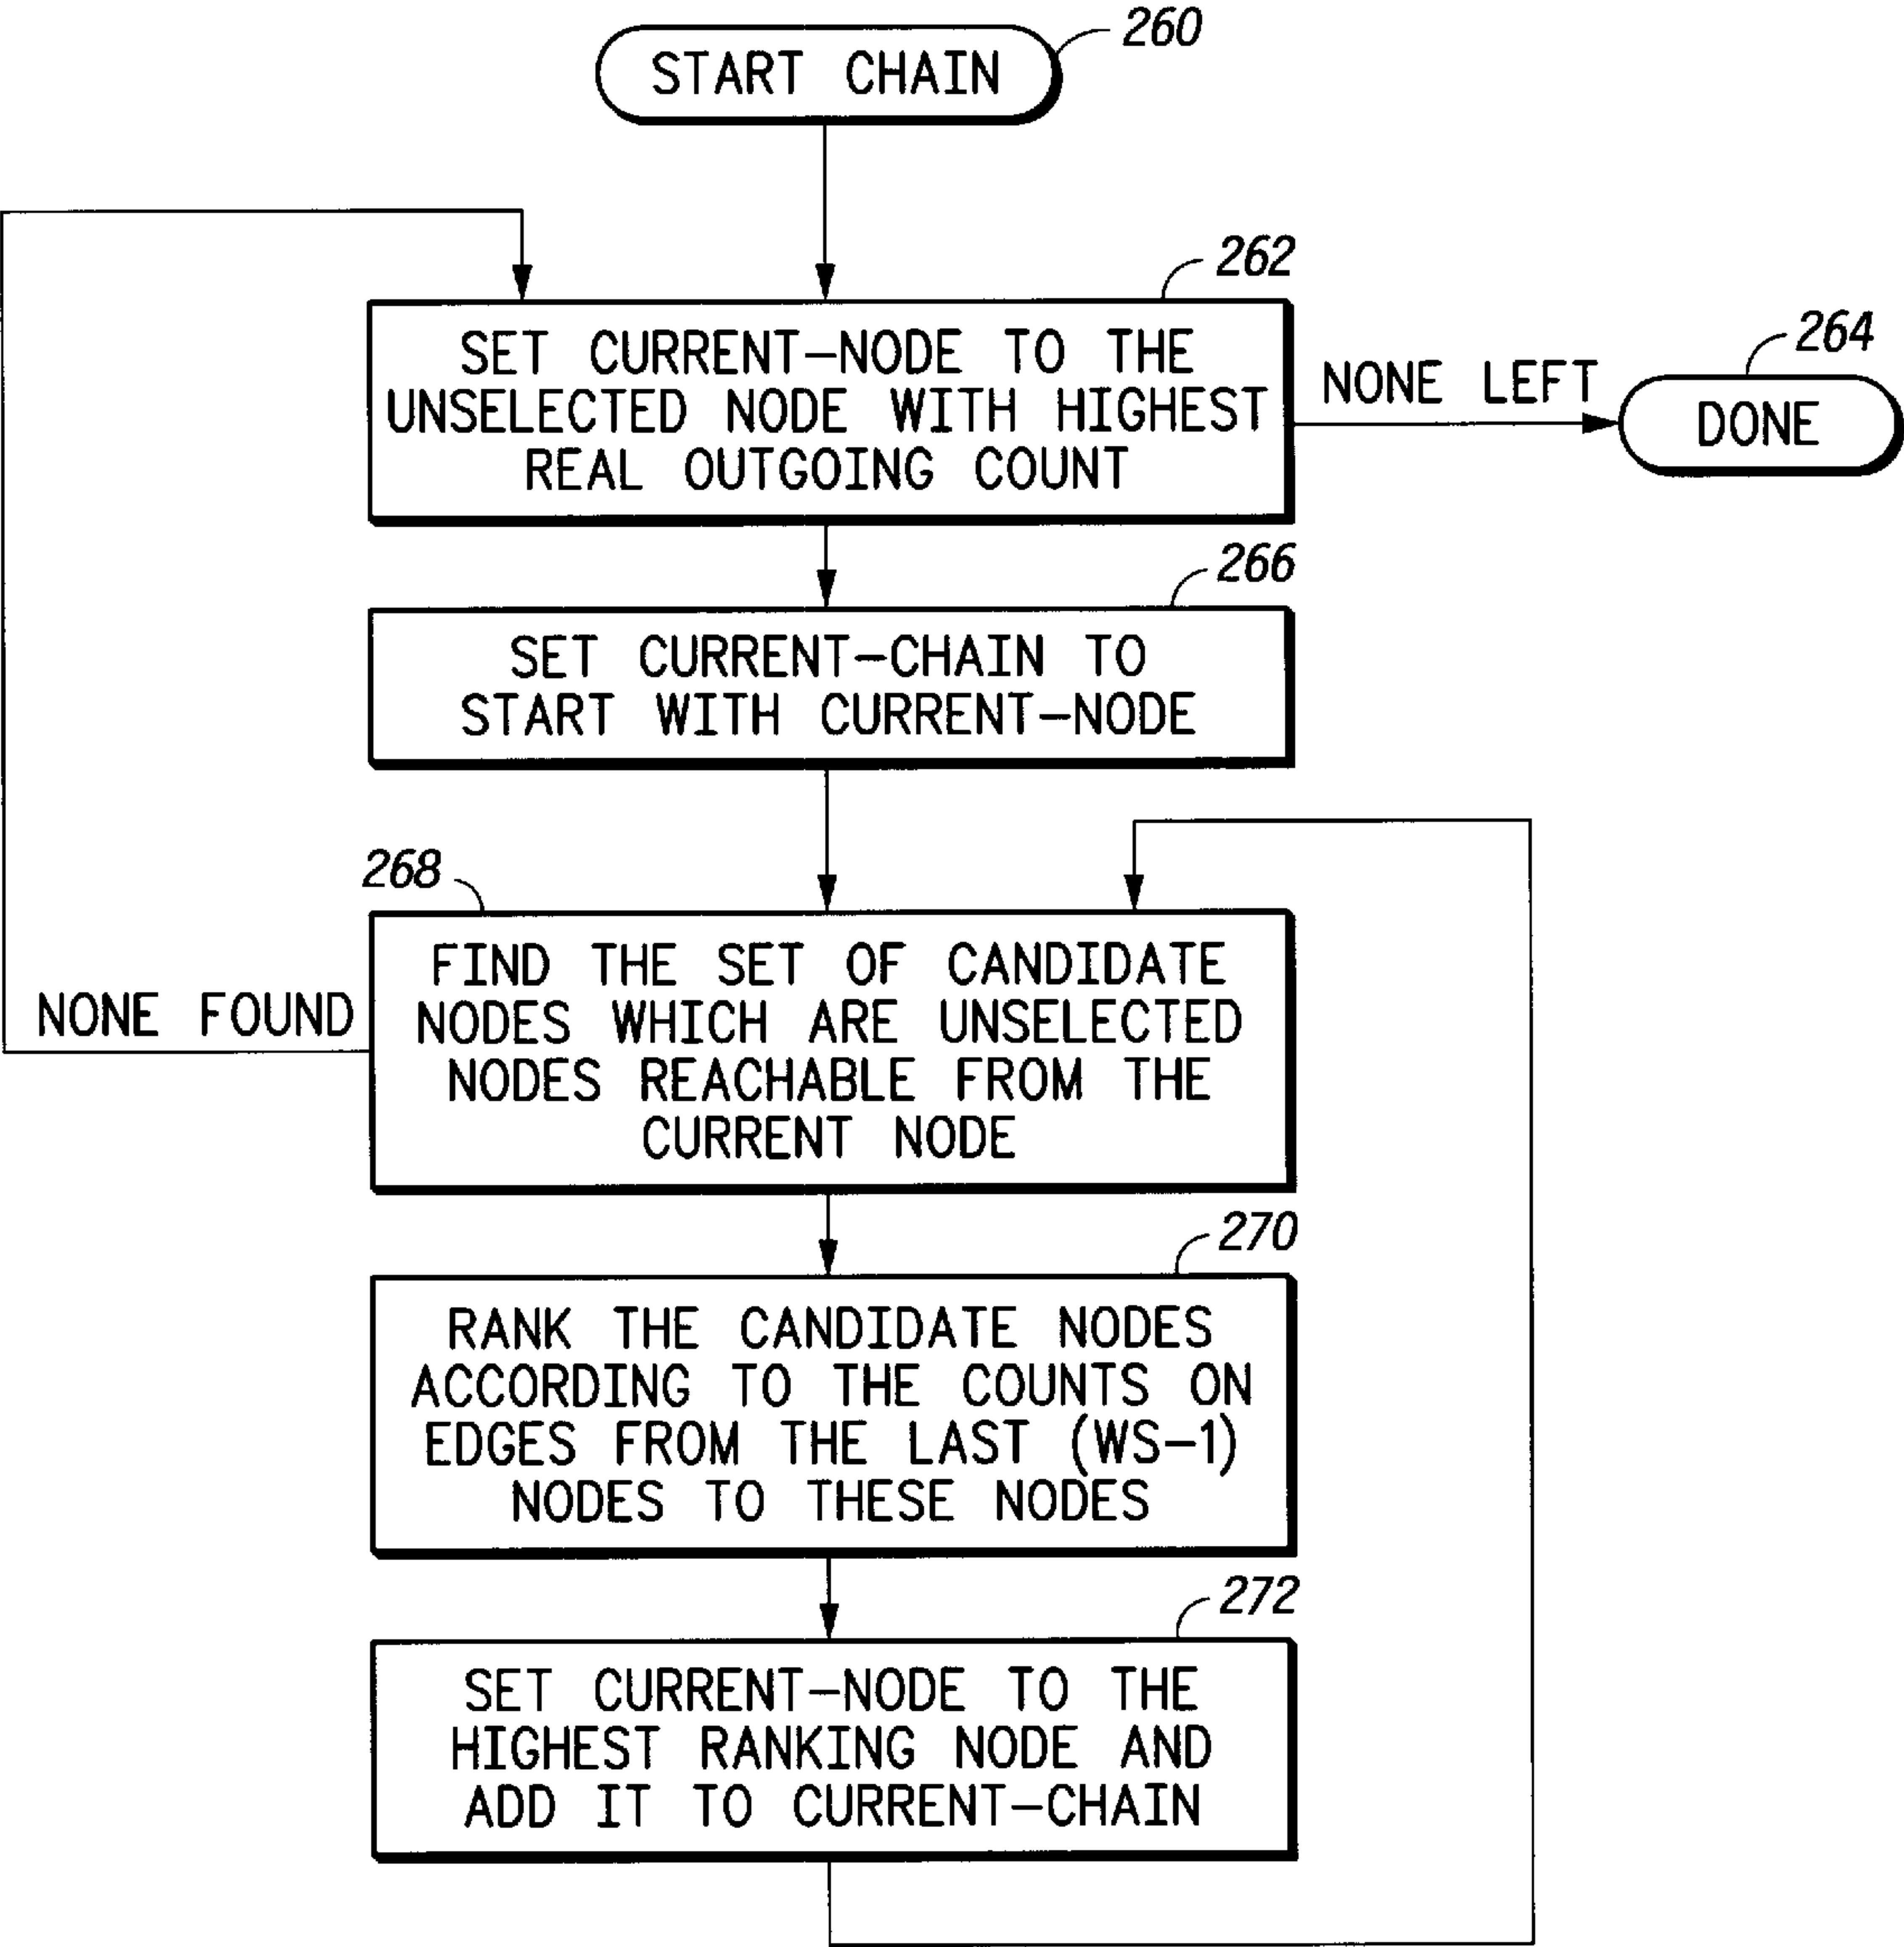 260
START CHAIN
262
SET CURRENT-NODE TO THE
UNSELECTED NODE WITH HIGHEST
REAL OUTGOING COUNT
NONE LEFT
264
DONE
266
SET CURRENT-CHAIN TO
START WITH CURRENT-NODE
268
FIND THE SET OF CANDIDATE
NODES WHICH ARE UNSELECTED
NODES REACHABLE FROM THE
CURRENT NODE
NONE FOUND
270
RANK THE CANDIDATE NODES
ACCORDING TO THE COUNTS ON
EDGES FROM THE LAST (WS-1)
NODES TO THESE NODES
272
SET CURRENT-NODE TO THE
HIGHEST RANKING NODE AND
ADD IT TO CURRENT-CHAIN